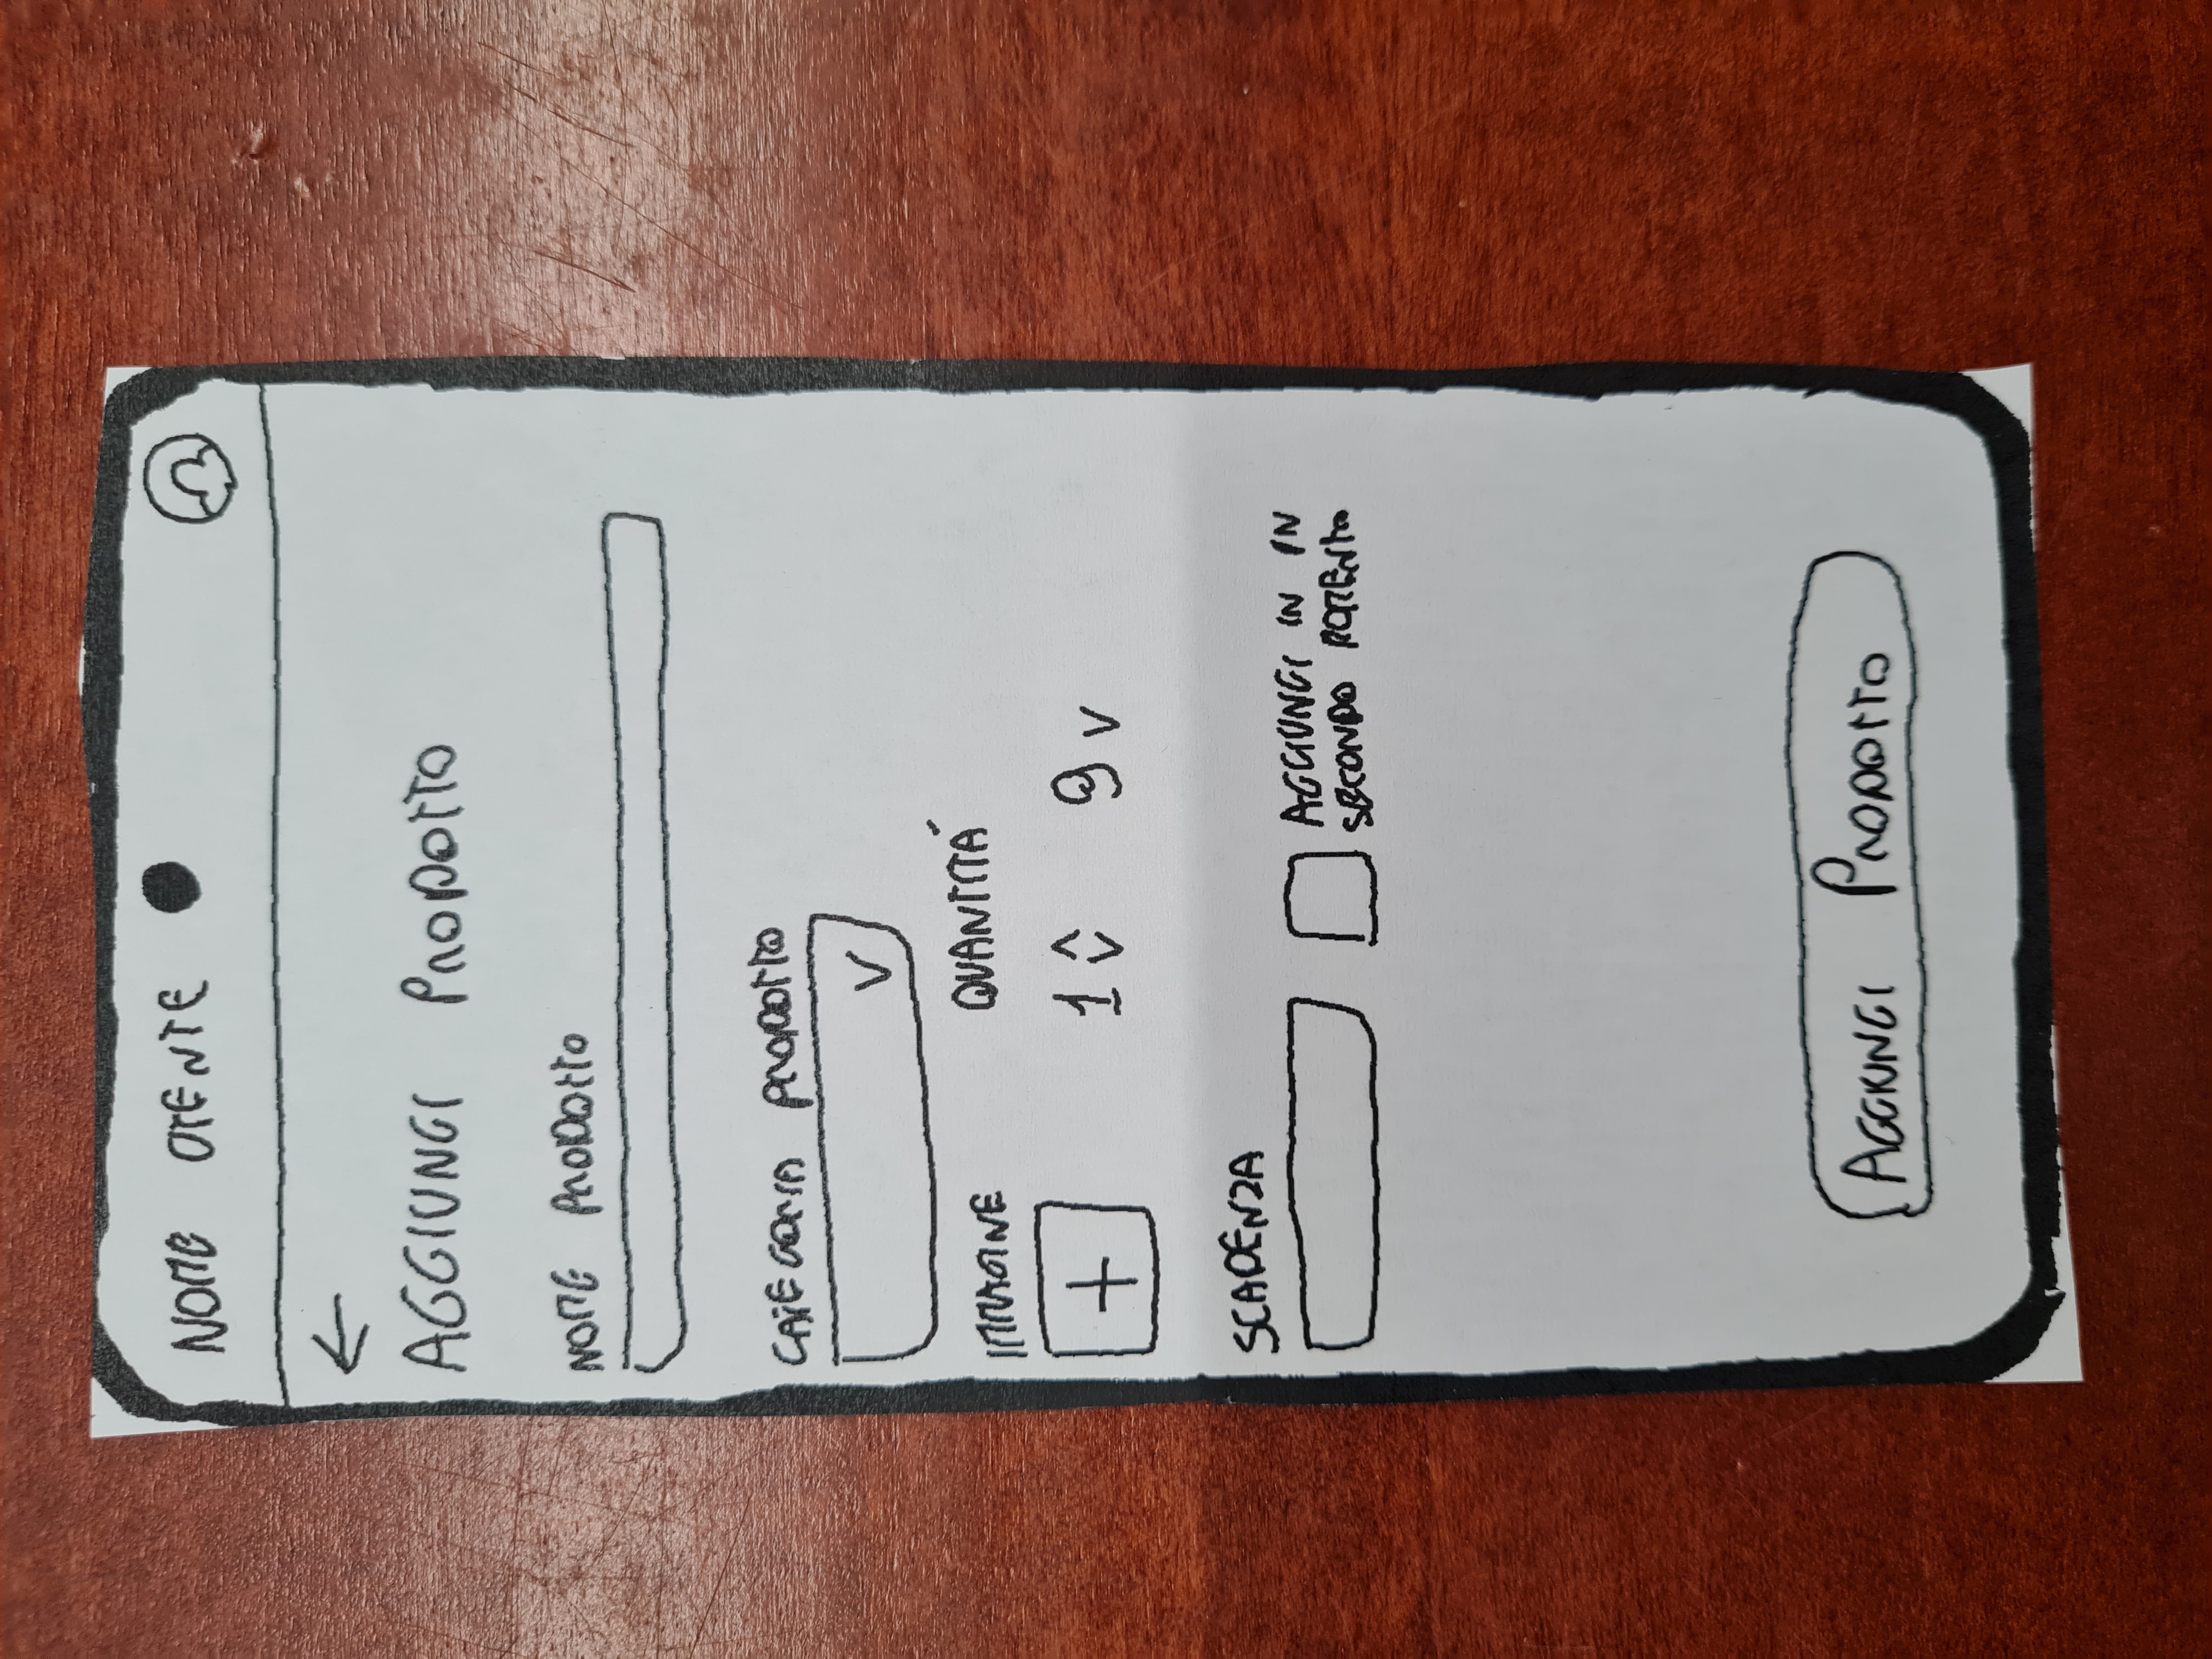 NOME UTENTE
AGGIUNGI PRODOTTO
NOME PRODOTTO
CATEGORIA PRODOTTO
V
IMMAGINE QUANTITÁ
+ 1 9 V
SCADENZA
AGGIUNGI IN IN
SECONDO MOMENTO
AGGIUNGI PRODOTTO